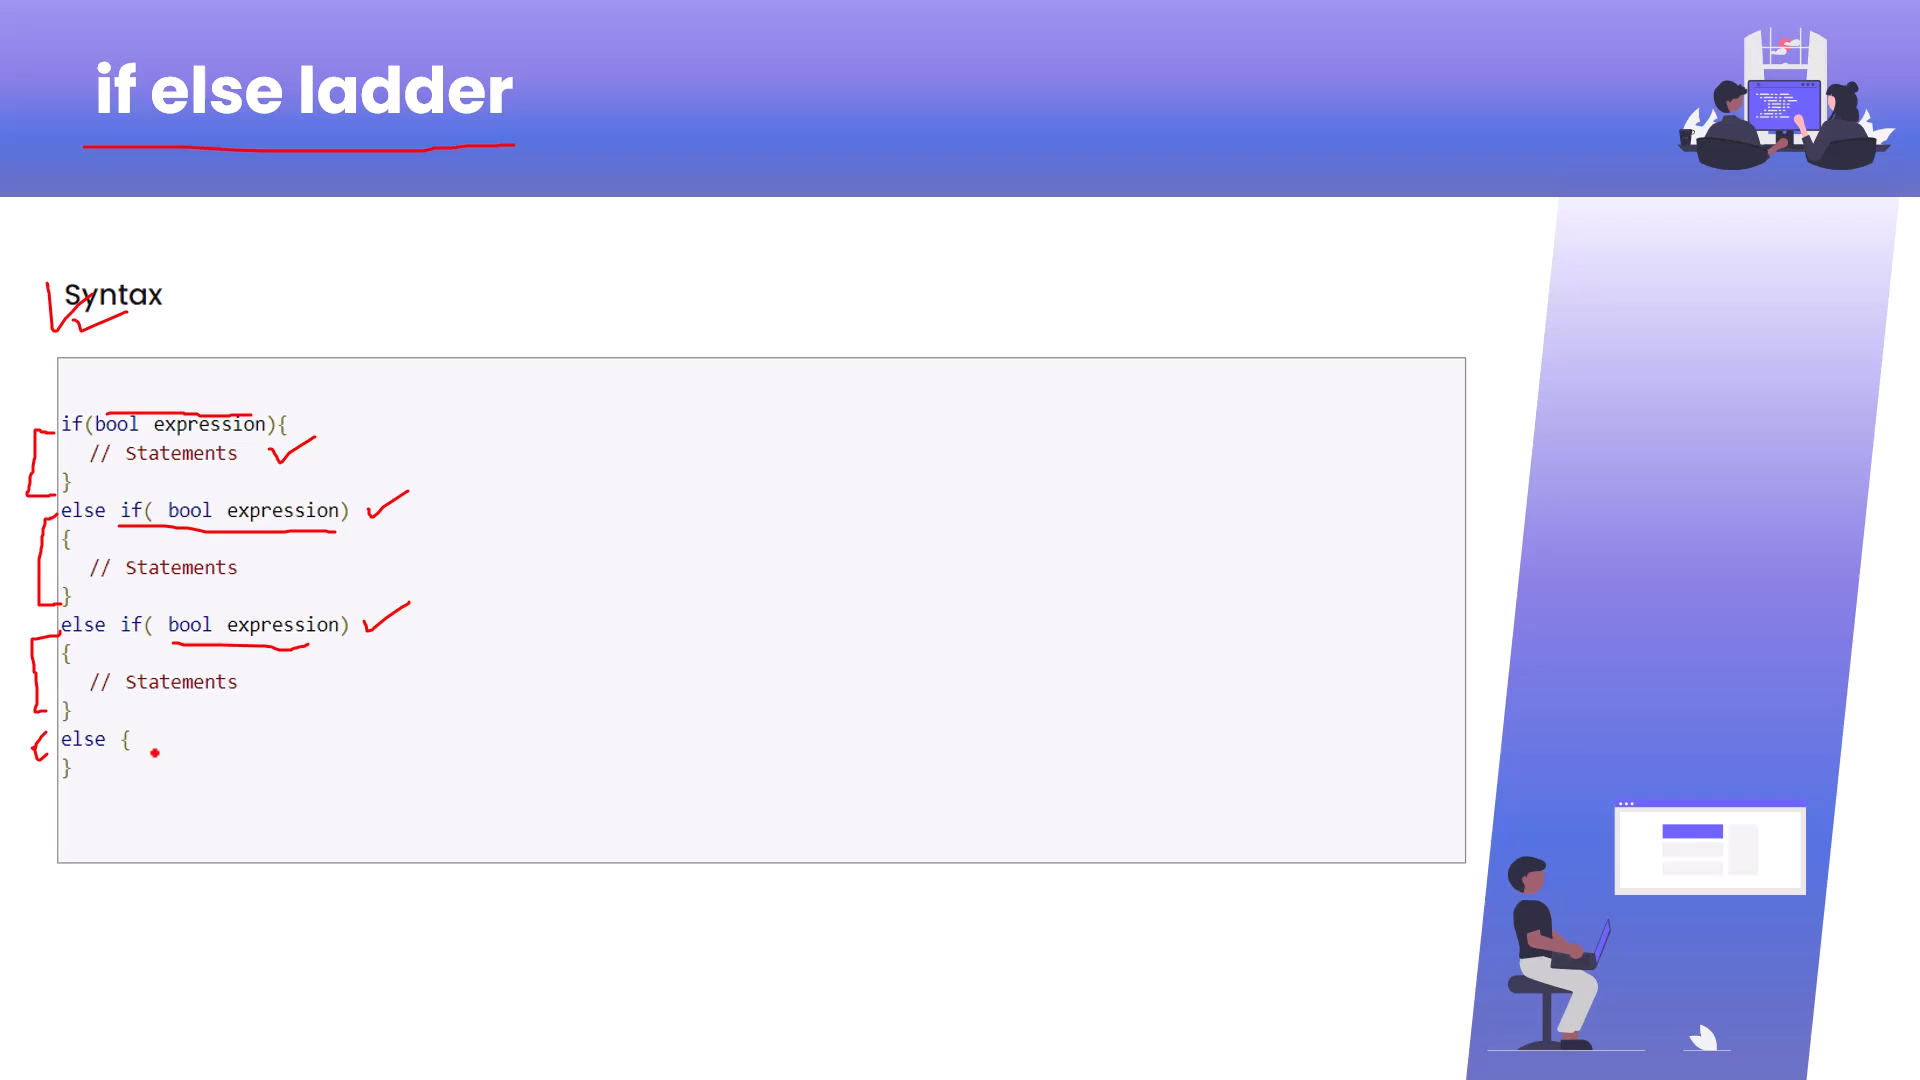 if else ladder
Syntax
if(bool expression){
// Statements
}
else if( bool expression)
{
// Statements
}
else if( bool expression)
{
// Statements
}
else {
}